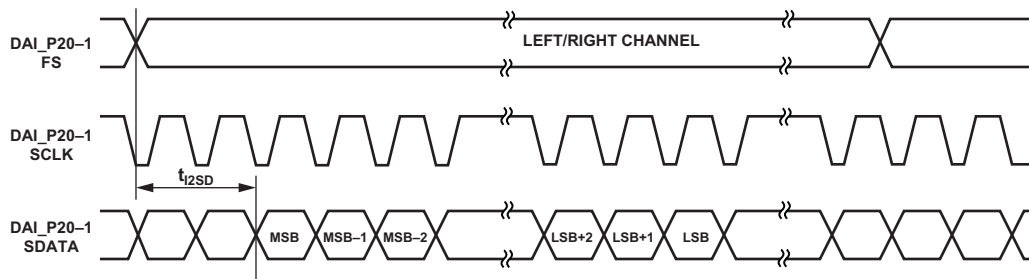 DAI_P20–1
FS
LEFT/RIGHT CHANNEL
DAI_P20–1
SCLK
tI2SD
DAI_P20–1
SDATA
MSB
MSB–1
MSB–2
LSB+2
LSB+1
LSB